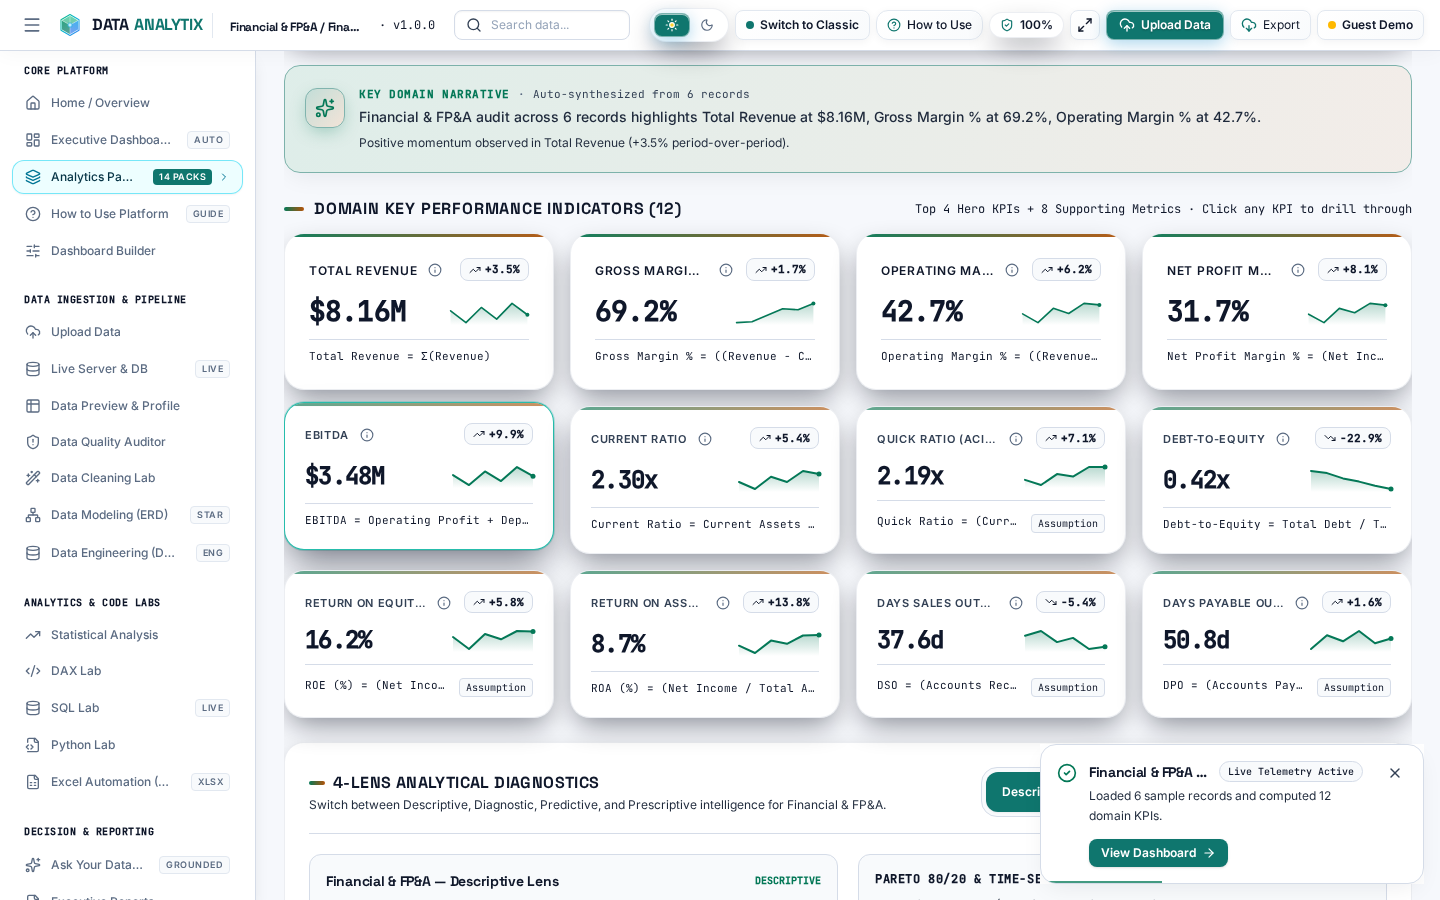 DATA ANALYTIX
Financial & FP&A / Fina...
· v1.0.0
Search data...
Switch to Classic
How to Use
100%
Upload Data
Export
Guest Demo
CORE PLATFORM
Home / Overview
Executive Dashboa... AUTO
Analytics Pa... 14 PACKS
How to Use Platform GUIDE
Dashboard Builder
DATA INGESTION & PIPELINE
Upload Data
Live Server & DB LIVE
Data Preview & Profile
Data Quality Auditor
Data Cleaning Lab
Data Modeling (ERD) STAR
Data Engineering (D... ENG
ANALYTICS & CODE LABS
Statistical Analysis
DAX Lab
SQL Lab LIVE
Python Lab
Excel Automation (... XLSX
DECISION & REPORTING
Ask Your Data... GROUNDED
KEY DOMAIN NARRATIVE · Auto-synthesized from 6 records
Financial & FP&A audit across 6 records highlights Total Revenue at $8.16M, Gross Margin % at 69.2%, Operating Margin % at 42.7%.
Positive momentum observed in Total Revenue (+3.5% period-over-period).
DOMAIN KEY PERFORMANCE INDICATORS (12)
Top 4 Hero KPIs + 8 Supporting Metrics · Click any KPI to drill through
TOTAL REVENUE +3.5%
$8.16M
Total Revenue = Σ(Revenue)
GROSS MARGI... +1.7%
69.2%
Gross Margin % = ((Revenue - C...
OPERATING MA... +6.2%
42.7%
Operating Margin % = ((Revenue...
NET PROFIT M... +8.1%
31.7%
Net Profit Margin % = (Net Inc...
EBITDA +9.9%
$3.48M
EBITDA = Operating Profit + Dep...
CURRENT RATIO +5.4%
2.30x
Current Ratio = Current Assets ...
QUICK RATIO (ACI... +7.1%
2.19x
Quick Ratio = (Curr... Assumption
DEBT-TO-EQUITY -22.9%
0.42x
Debt-to-Equity = Total Debt / T...
RETURN ON EQUIT... +5.8%
16.2%
ROE (%) = (Net Inco... Assumption
RETURN ON ASS... +13.8%
8.7%
ROA (%) = (Net Income / Total A...
DAYS SALES OUT... -5.4%
37.6d
DSO = (Accounts Rec... Assumption
DAYS PAYABLE OU... +1.6%
50.8d
DPO = (Accounts Pay... Assumption
4-LENS ANALYTICAL DIAGNOSTICS
Switch between Descriptive, Diagnostic, Predictive, and Prescriptive intelligence for Financial & FP&A.
Descri
Financial & FP&A — Descriptive Lens
DESCRIPTIVE
PARETO 80/20 & TIME-SE
Financial & FP&A ... Live Telemetry Active
Loaded 6 sample records and computed 12
domain KPIs.
View Dashboard